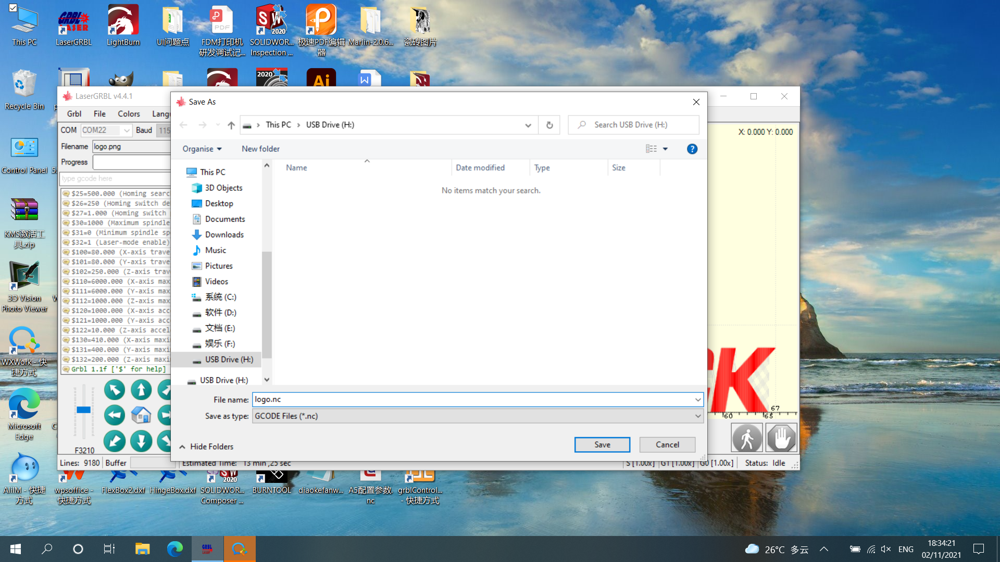 This PC
LaserGRBL
LightBurn
UI问题点
FDM打印机
研发调试记...
SOLIDWOR...
Inspection ...
极速PDF编辑
器
Marlin-2.0.6...
瓷砖图片
Recycle Bin
Control Panel
KMS激活工
具.zip
3D Vision
Photo Viewer
WXWork - 快
捷方式
Microsoft
Edge
AliIM - 快捷
方式
wpsoffice -
快捷方式
FlexBox2.dxf
HingeBox.dxf
SOLIDWOR...
Composer ...
BURNTOOL
diaokefanw...
A5配置参数.
nc
grblControl...
- 快捷方式
LaserGRBL v4.4.1
Grbl File Colors Langu
COM COM22 Baud 115
Filename logo.png
Progress
type gcode here
$25=500.000 (Homing searc
$26=250 (Homing switch de
$27=1.000 (Homing switch
$30=1000 (Maximum spindle
$31=0 (Minimum spindle sp
$32=1 (Laser-mode enable)
$100=80.000 (X-axis trave
$101=80.000 (Y-axis trave
$102=250.000 (Z-axis trav
$110=6000.000 (X-axis max
$111=6000.000 (Y-axis max
$112=1000.000 (Z-axis max
$120=1000.000 (X-axis acc
$121=1000.000 (Y-axis acc
$122=10.000 (Z-axis accel
$130=410.000 (X-axis maxi
$131=400.000 (Y-axis maxi
$132=200.000 (Z-axis maxi
Grbl 1.1f ['$' for help]
F3210
Lines: 9180 Buffer Estimated Time: 13 min ,25 sec S [1.00x] G1 [1.00x] G0 [1.00x] Status: Idle
X: 0.000 Y: 0.000
K
67
60 65
Save As
This PC > USB Drive (H:)
Search USB Drive (H:)
Organise New folder
Name Date modified Type Size
No items match your search.
This PC
3D Objects
Desktop
Documents
Downloads
Music
Pictures
Videos
系统 (C:)
软件 (D:)
文档 (E:)
娱乐 (F:)
USB Drive (H:)
USB Drive (H:)
File name: logo.nc
Save as type: GCODE Files (*.nc)
Hide Folders
Save Cancel
26°C 多云
ENG
18:34:21
02/11/2021